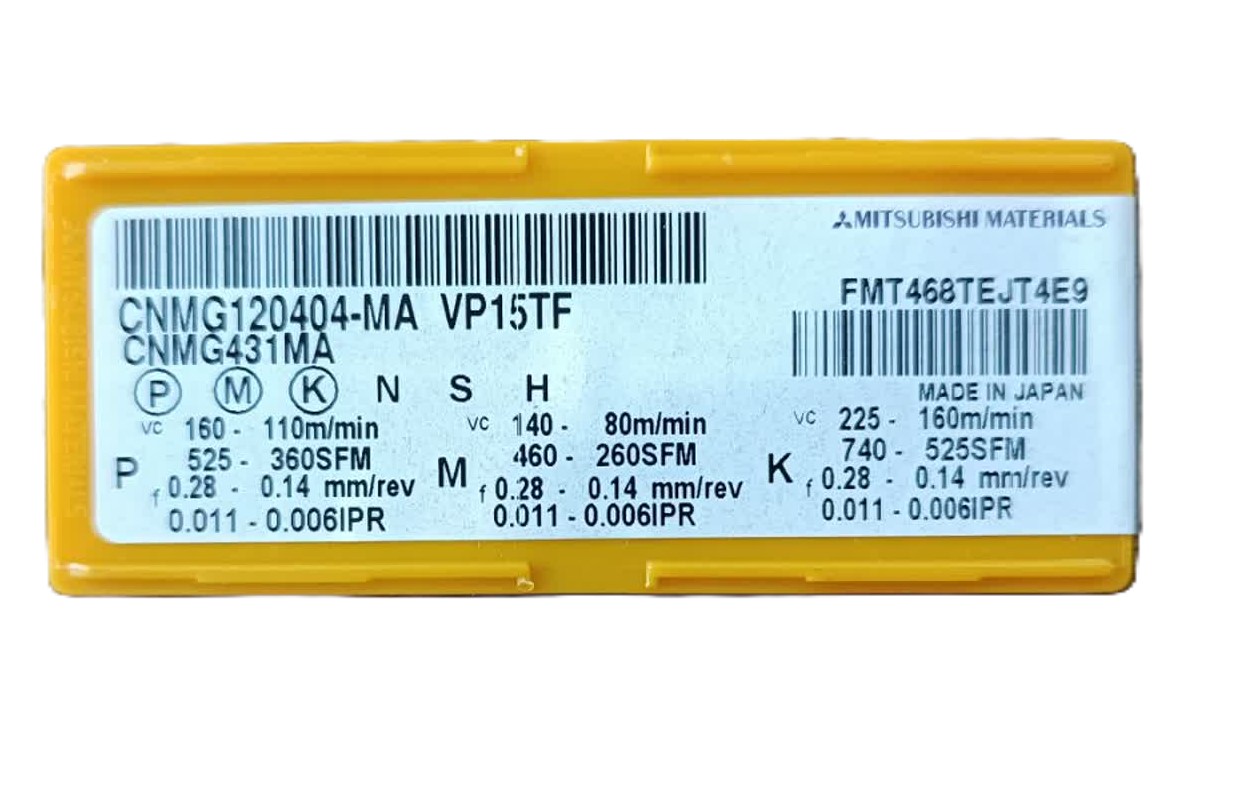 MITSUBISHI MATERIALS
CNMG120404-MA VP15TF
CNMG431MA
FMT468TEJT4E9
MADE IN JAPAN
P M K N S H
P
vc 160 - 110m/min
525 - 360SFM
f 0.28 - 0.14 mm/rev
0.011 - 0.006IPR
M
vc 140 - 80m/min
460 - 260SFM
f 0.28 - 0.14 mm/rev
0.011 - 0.006IPR
K
vc 225 - 160m/min
740 - 525SFM
f 0.28 - 0.14 mm/rev
0.011 - 0.006IPR